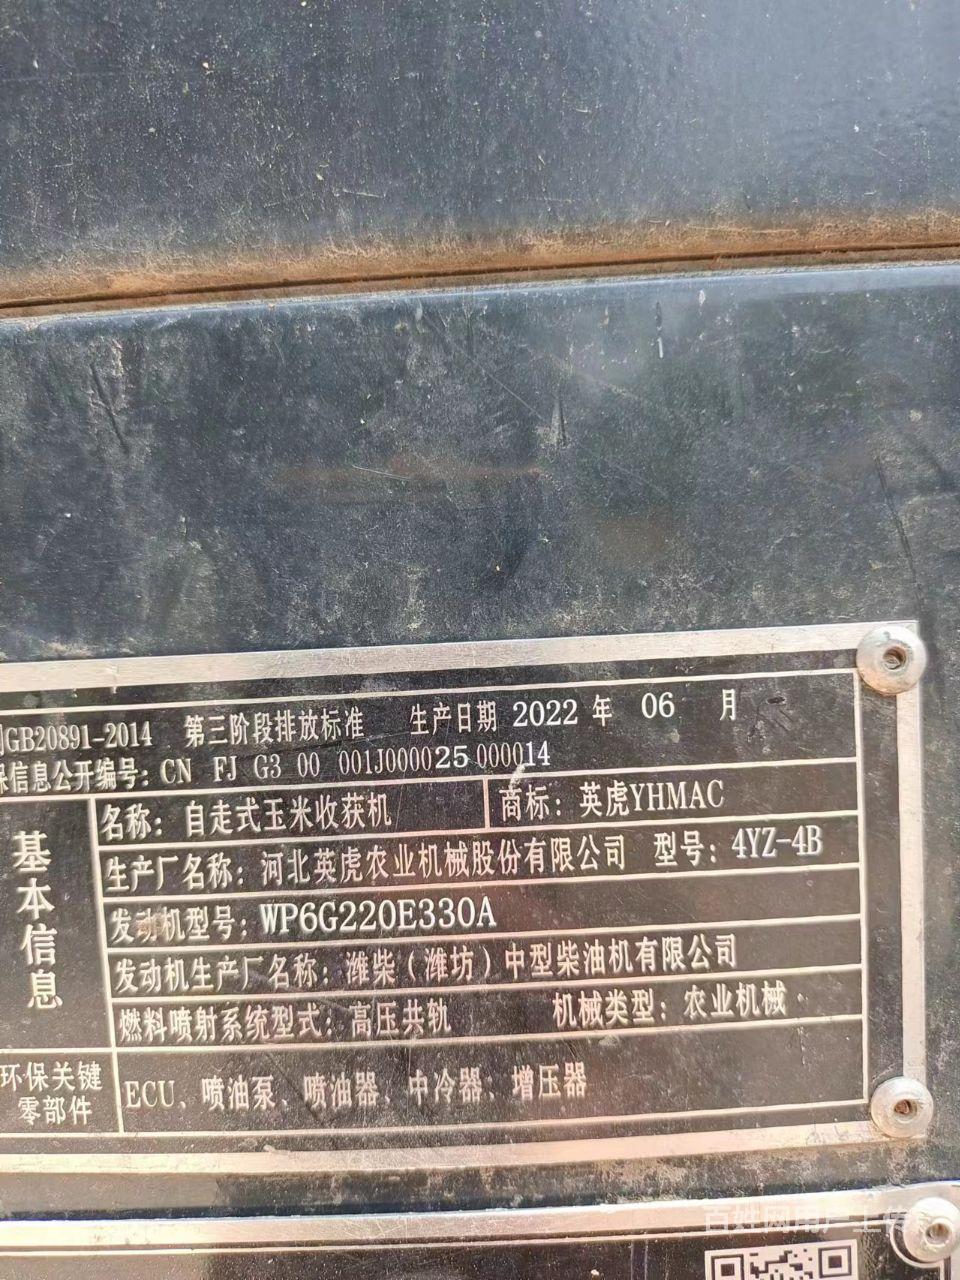 GB20891-2014 第三阶段排放标准 生产日期 2022 年 06 月
保信息公开编号: CN FJ G3 00 001J000025 000014
基本信息
名称: 自走式玉米收获机 商标: 英虎YHMAC
生产厂名称: 河北英虎农业机械股份有限公司 型号: 4YZ-4B
发动机型号: WP6G220E330A
发动机生产厂名称: 潍柴(潍坊)中型柴油机有限公司
燃料喷射系统型式: 高压共轨 机械类型: 农业机械
环保关键零部件
ECU、喷油泵、喷油器、中冷器、增压器
百姓网用户上传